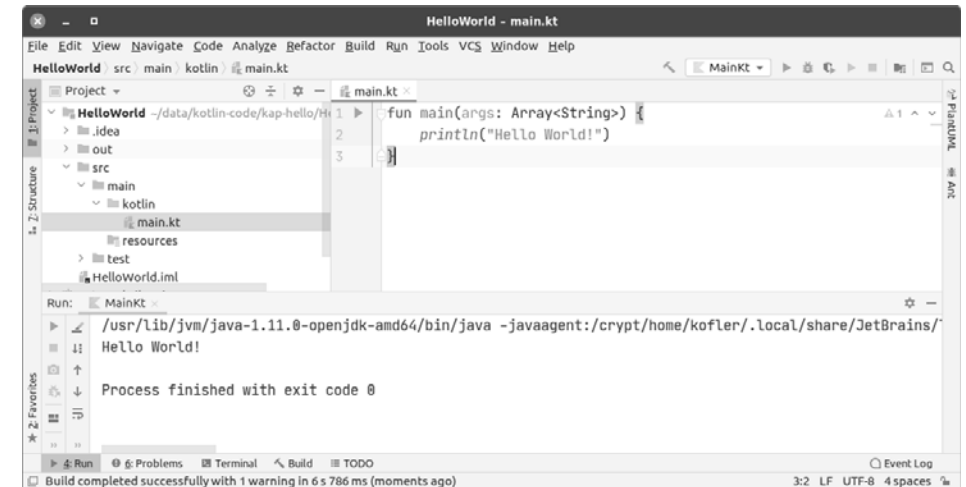 HelloWorld – main.kt
File Edit View Navigate Code Analyze Refactor Build Run Tools VCS Window Help
HelloWorld src main kotlin main.kt MainKt
1: Project
Project
HelloWorld ~/data/kotlin-code/kap-hello/He
.idea
out
src
main
kotlin
main.kt
resources
test
HelloWorld.iml
Z: Structure
main.kt
1 fun main(args: Array<String>) {
2 println("Hello World!")
3 }
1
PlantUML
Ant
Run: MainKt
/usr/lib/jvm/java-1.11.0-openjdk-amd64/bin/java -javaagent:/crypt/home/kofler/.local/share/JetBrains/
Hello World!
Process finished with exit code 0
2: Favorites
4: Run 6: Problems Terminal Build TODO Event Log
Build completed successfully with 1 warning in 6 s 786 ms (moments ago) 3:2 LF UTF-8 4 spaces